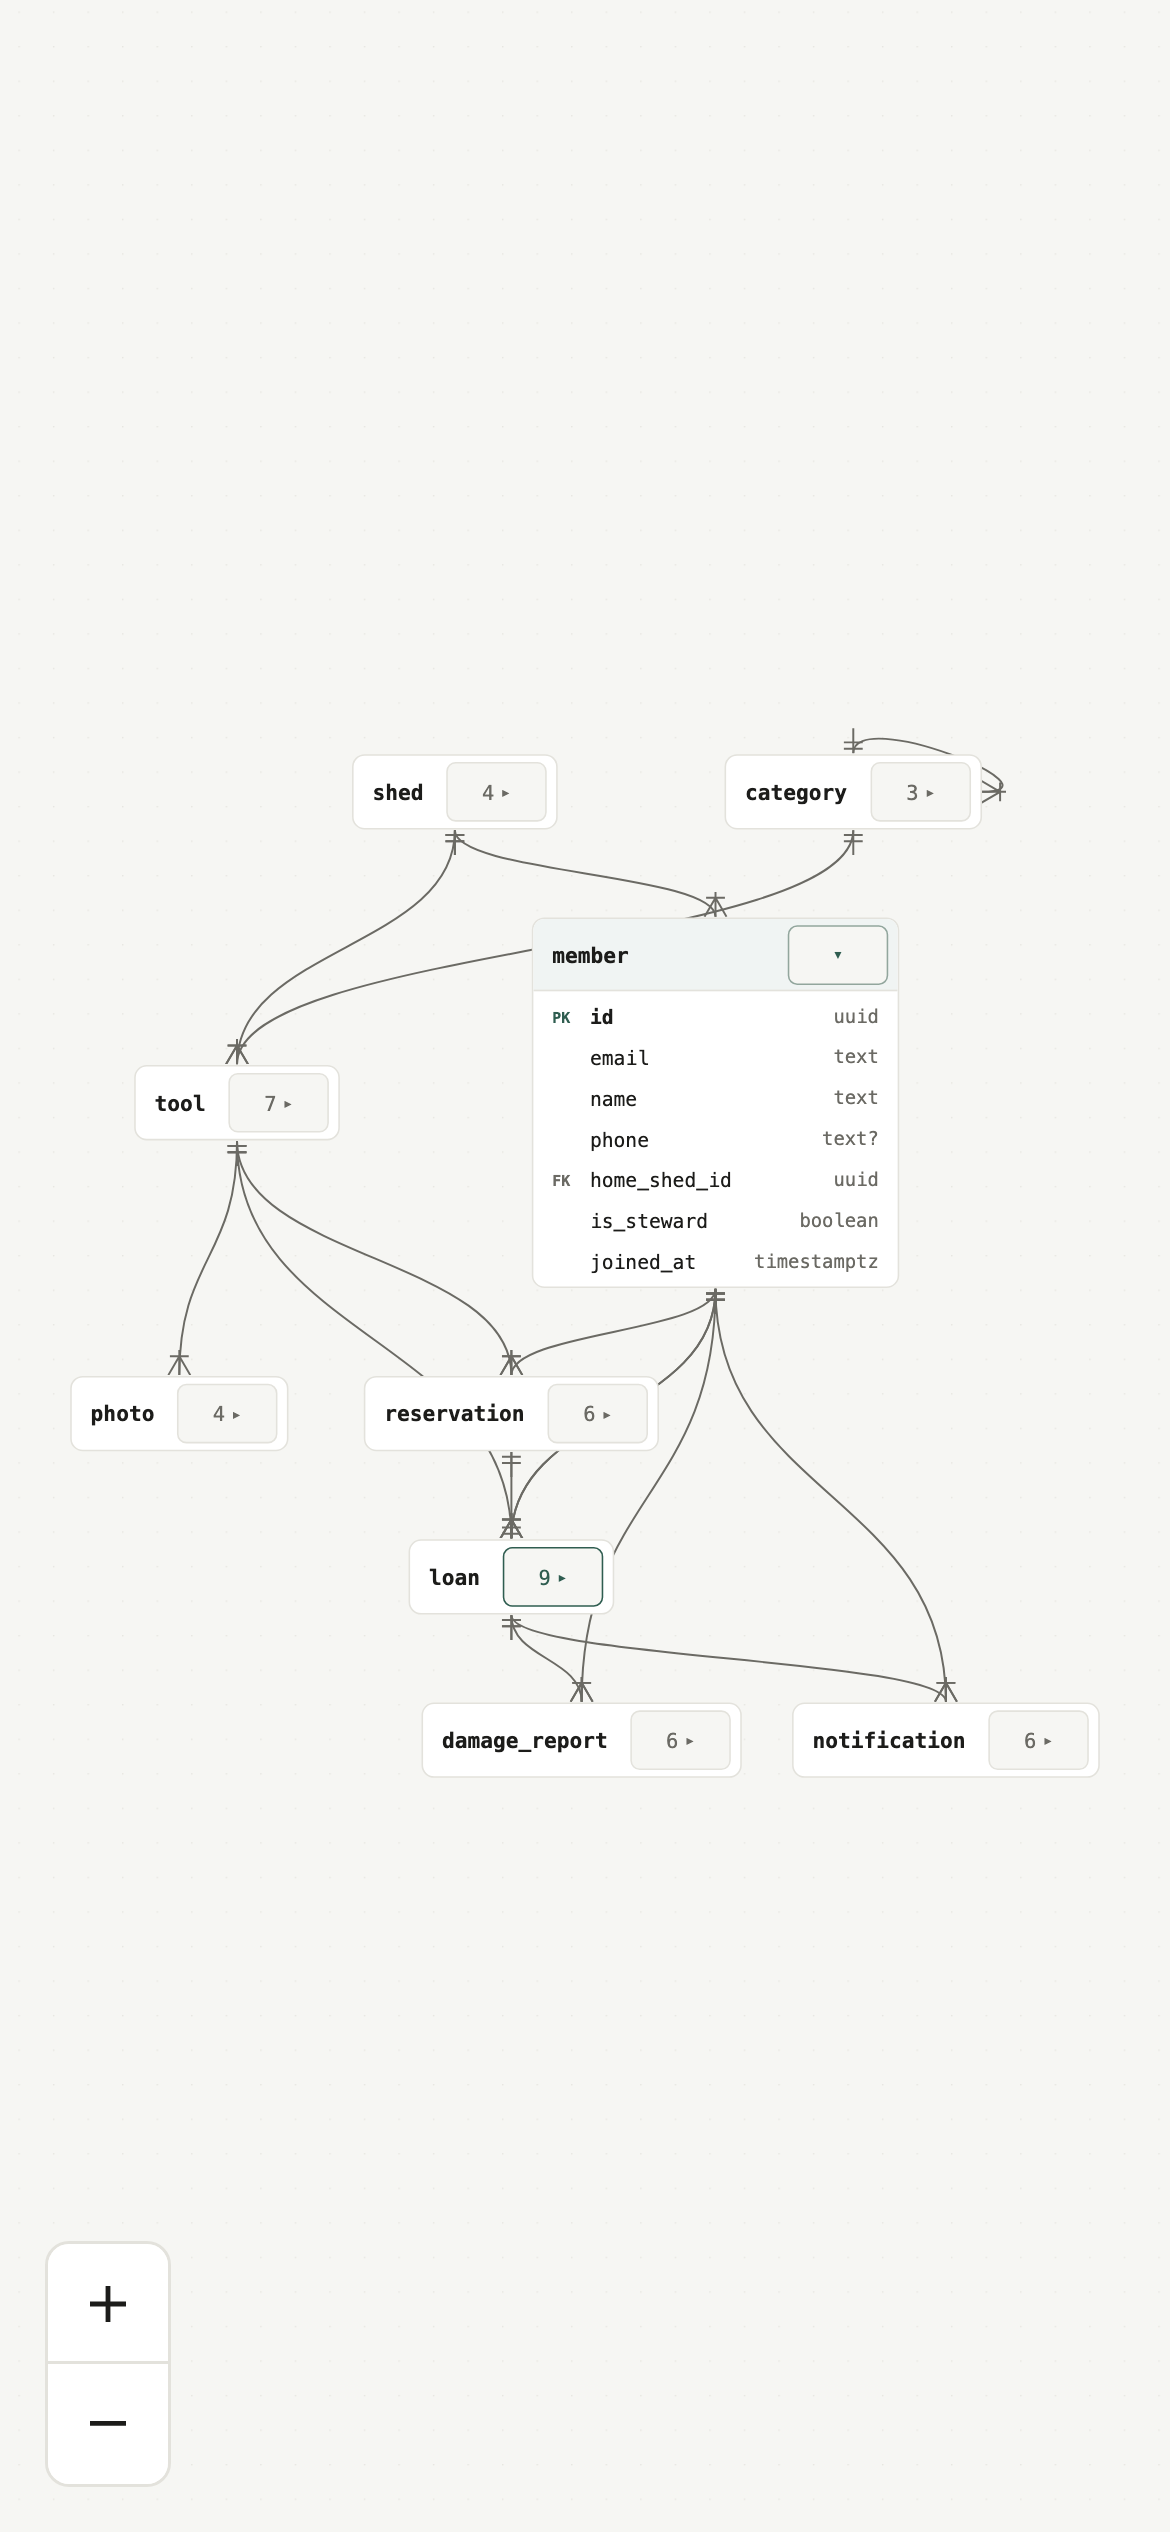 shed 4 ▸
category 3 ▸
member ▾
PK id uuid
email text
name text
phone text?
FK home_shed_id uuid
is_steward boolean
joined_at timestamptz
tool 7 ▸
photo 4 ▸
reservation 6 ▸
loan 9 ▸
damage_report 6 ▸
notification 6 ▸
+
−